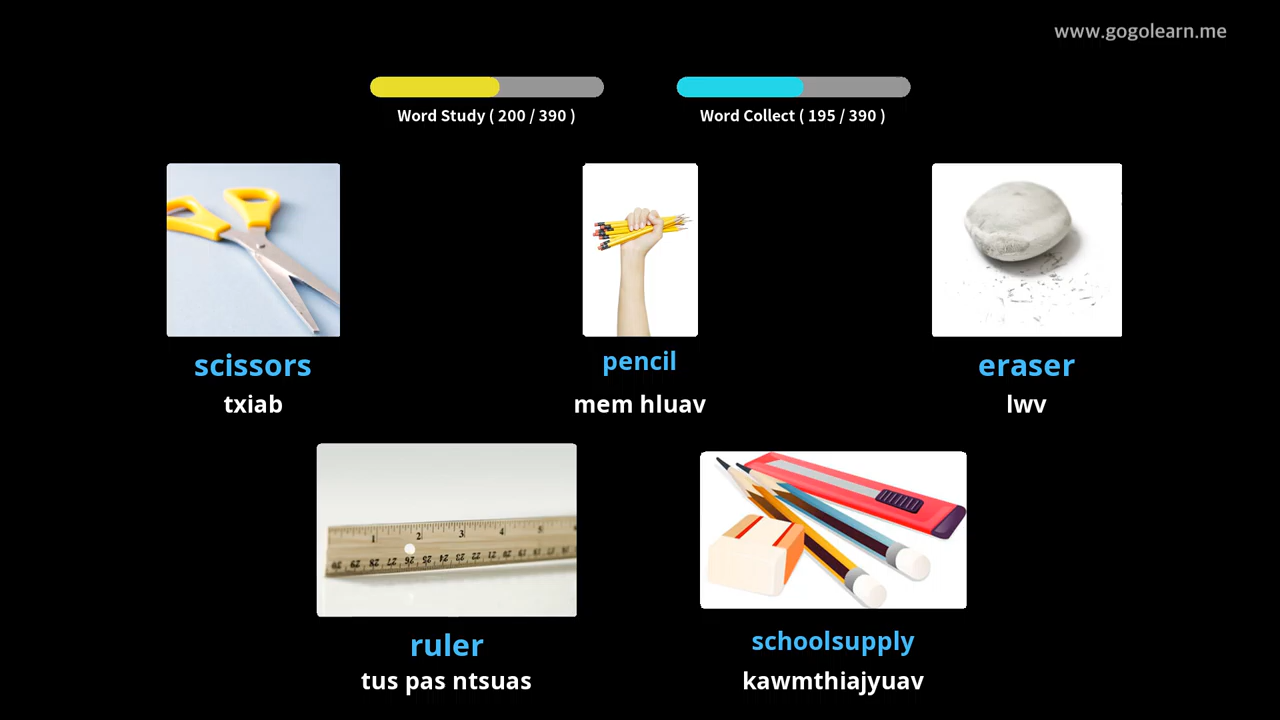 www.gogolearn.me
Word Study ( 200 / 390 )
Word Collect ( 195 / 390 )
scissors
txiab
pencil
mem hluav
eraser
lwv
ruler
tus pas ntsuas
schoolsupply
kawmthiajyuav